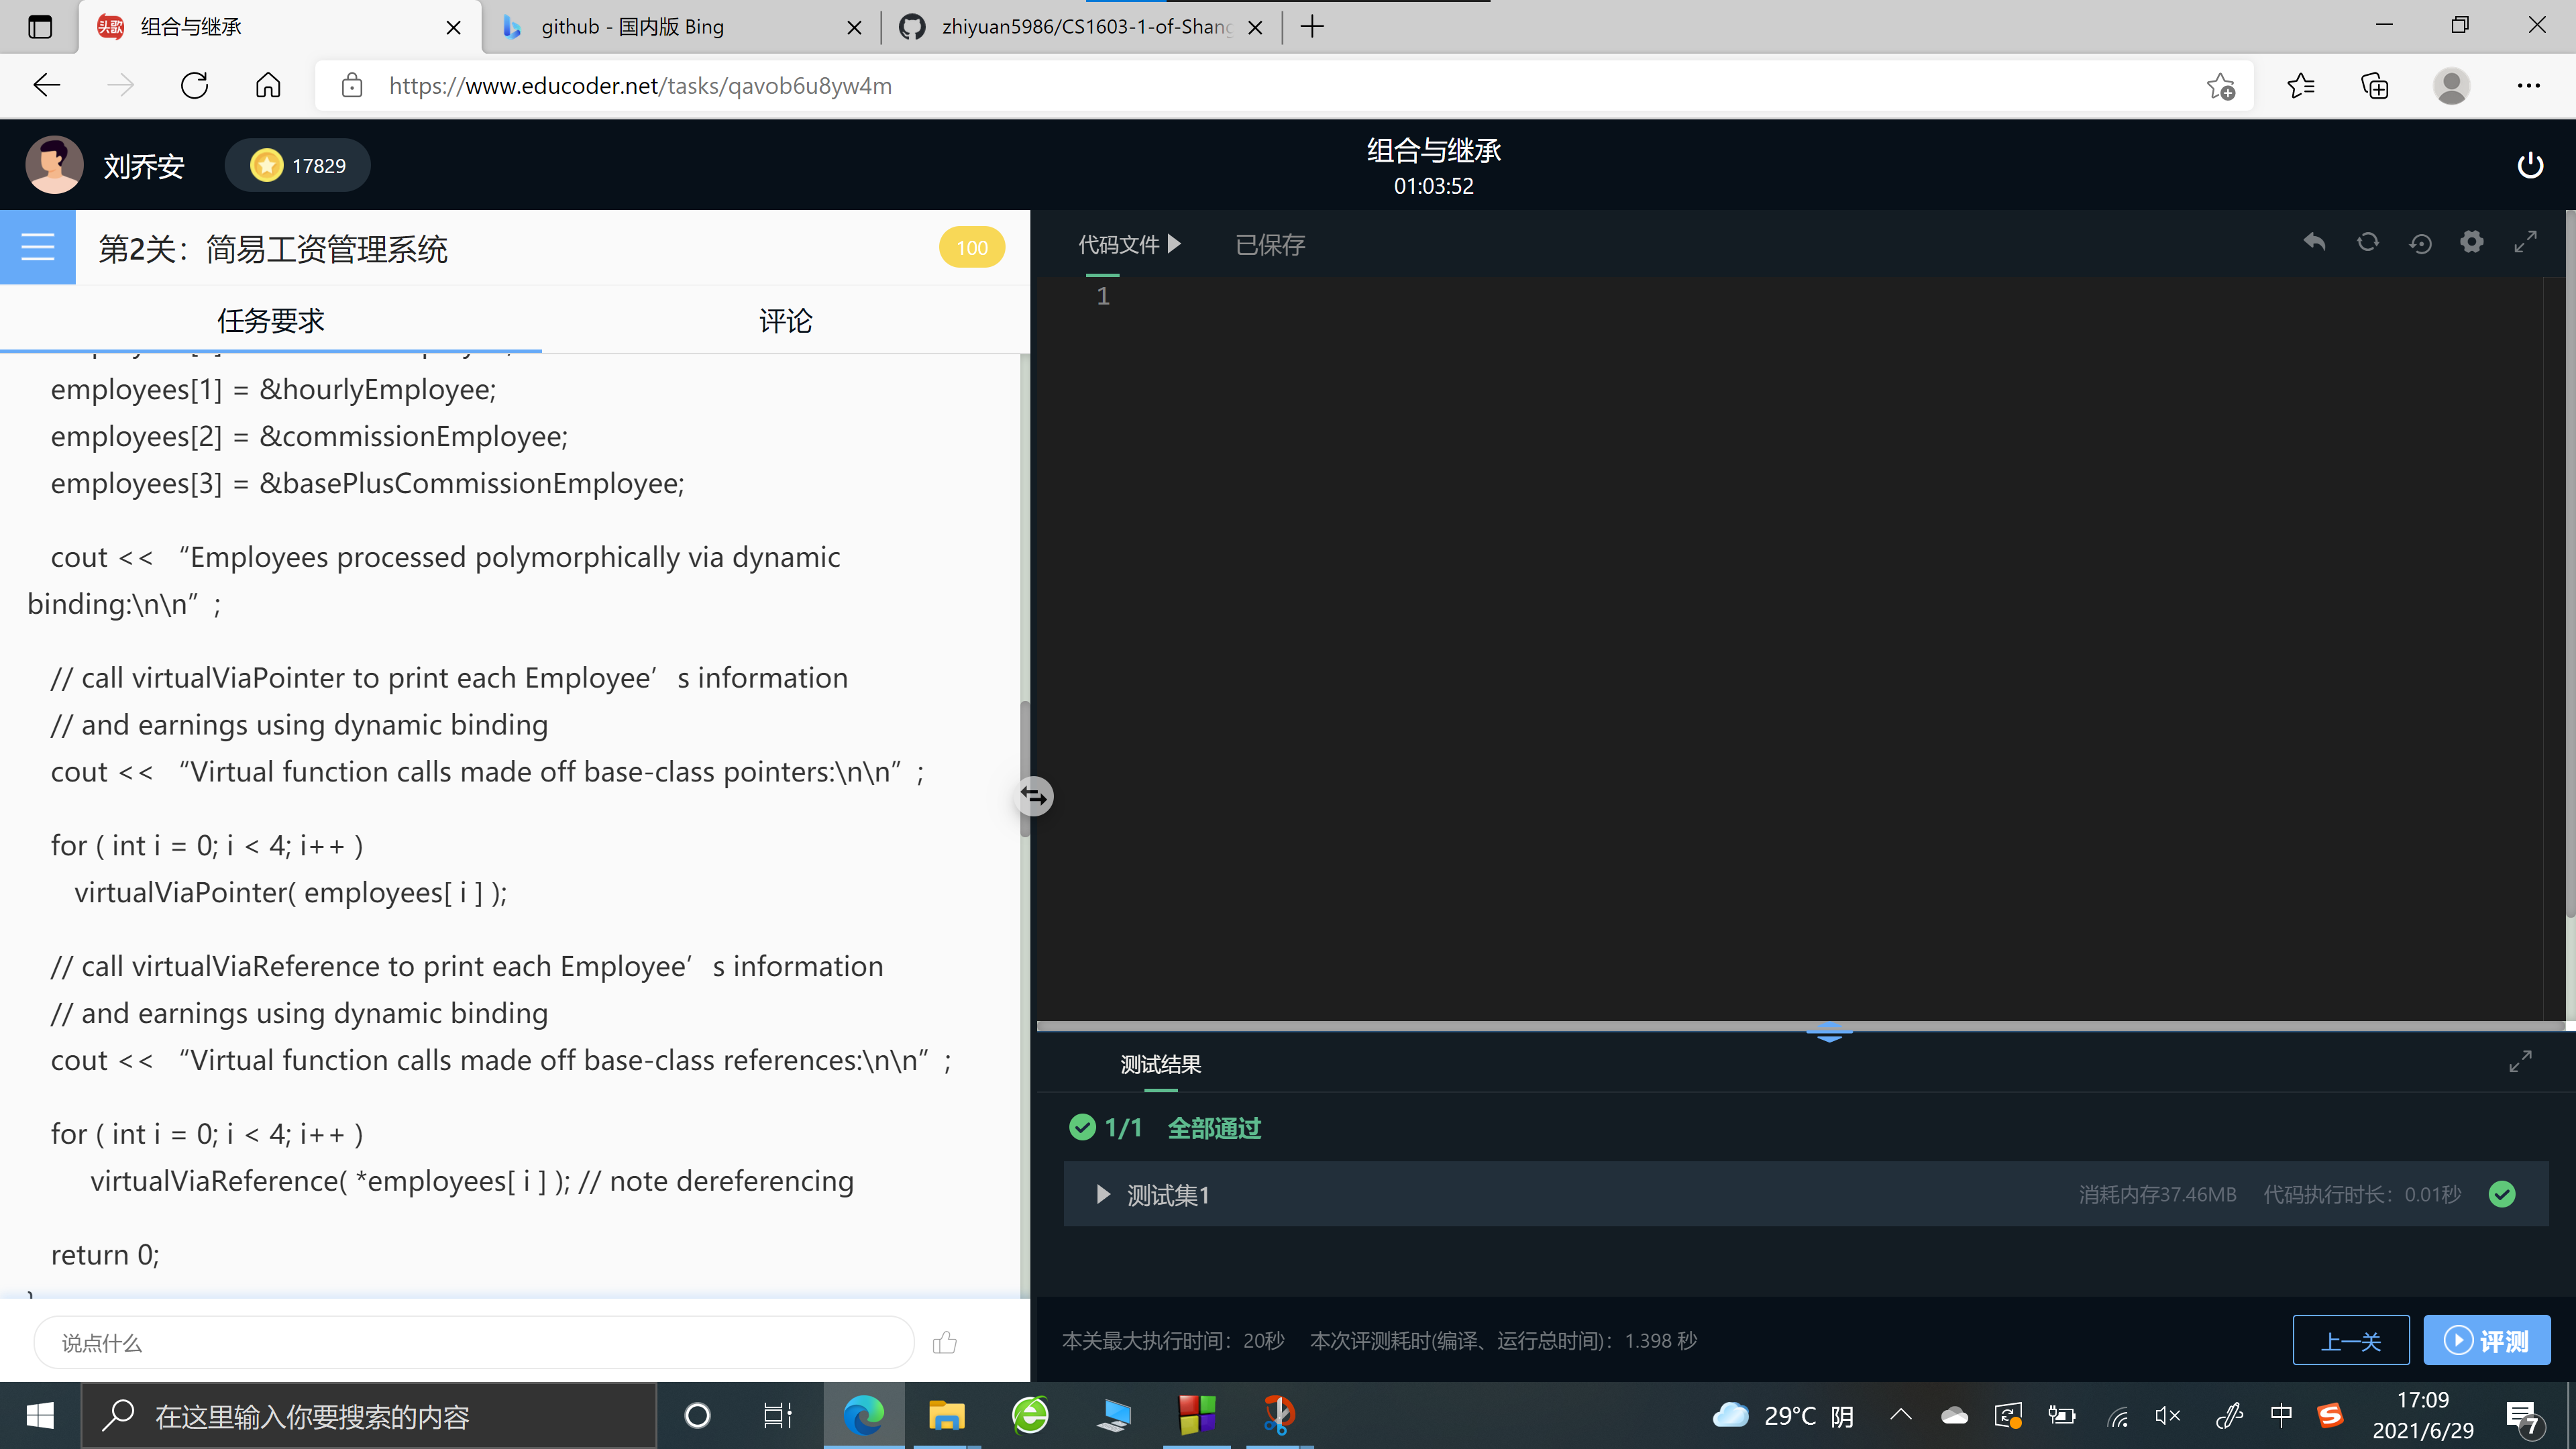 组合与继承
github - 国内版 Bing
zhiyuan5986/CS1603-1-of-Shang
https://www.educoder.net/tasks/qavob6u8yw4m
刘乔安
17829
组合与继承
01:03:52
第2关：简易工资管理系统
100
任务要求
评论
employees[1] = &hourlyEmployee;
employees[2] = &commissionEmployee;
employees[3] = &basePlusCommissionEmployee;
cout << “Employees processed polymorphically via dynamic
binding:\n\n”;
// call virtualViaPointer to print each Employee’s information
// and earnings using dynamic binding
cout << “Virtual function calls made off base-class pointers:\n\n”;
for ( int i = 0; i < 4; i++ )
virtualViaPointer( employees[ i ] );
// call virtualViaReference to print each Employee’s information
// and earnings using dynamic binding
cout << “Virtual function calls made off base-class references:\n\n”;
for ( int i = 0; i < 4; i++ )
virtualViaReference( *employees[ i ] ); // note dereferencing
return 0;
说点什么
代码文件
已保存
1
测试结果
1/1 全部通过
测试集1
消耗内存37.46MB 代码执行时长：0.01秒
本关最大执行时间：20秒 本次评测耗时(编译、运行总时间)：1.398 秒
上一关
评测
在这里输入你要搜索的内容
29°C 阴
中
17:09
2021/6/29
7
头歌